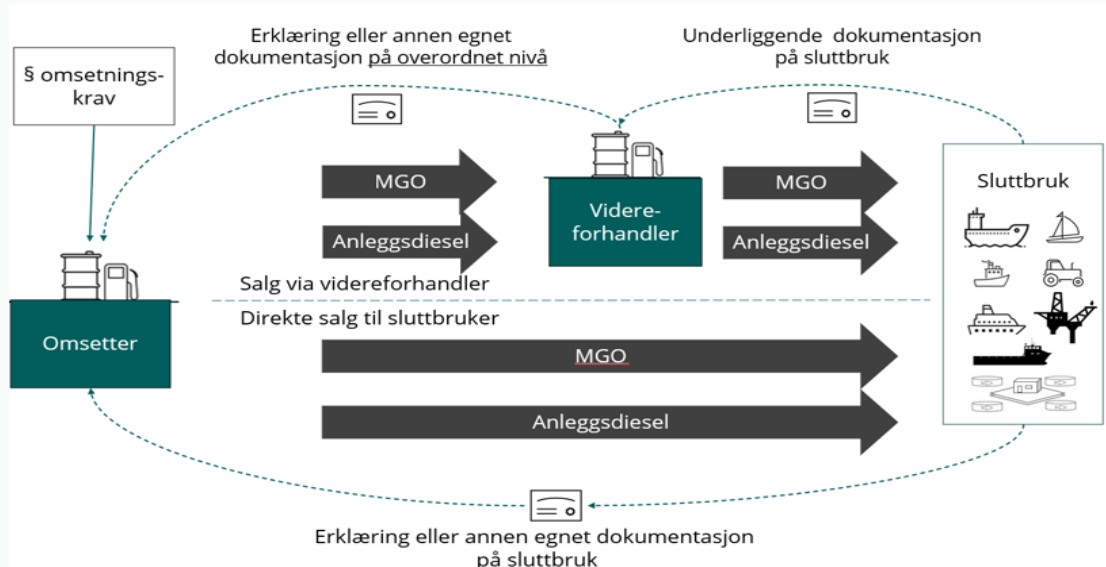 Erklæring eller annen egnet
dokumentasjon på overordnet nivå
Underliggende dokumentasjon
på sluttbruk
§ omsetnings-
krav
MGO
Anleggsdiesel
Videre-
forhandler
MGO
Anleggsdiesel
Sluttbruk
Salg via videreforhandler
Direkte salg til sluttbruker
Omsetter
MGO
Anleggsdiesel
Erklæring eller annen egnet dokumentasjon
på sluttbruk